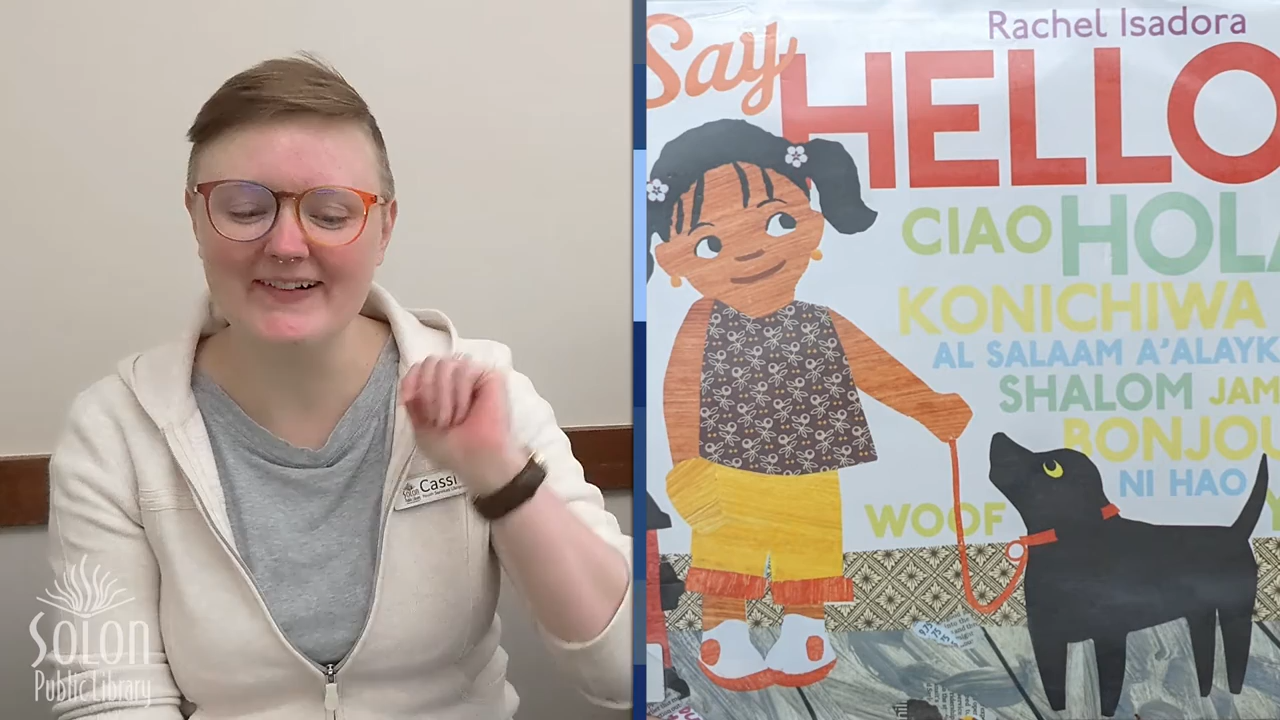 Rachel Isadora
Say
HELLO
CIAO HOLA
KONICHIWA
AL SALAAM A'ALAYK
SHALOM JAM
BONJOU
NI HAO
WOOF
Cassi
SOLON
Public Library